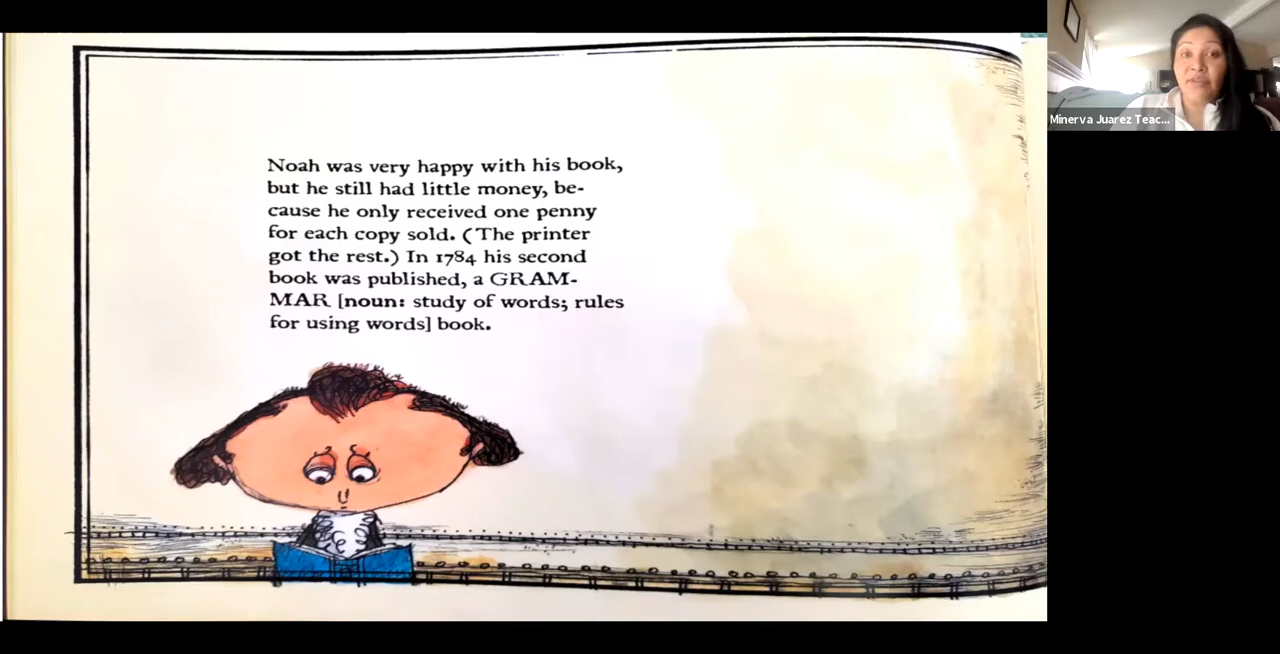 Noah was very happy with his book,
but he still had little money, be-
cause he only received one penny
for each copy sold. (The printer
got the rest.) In 1784 his second
book was published, a GRAM-
MAR [noun: study of words; rules
for using words] book.
Minerva Juarez Teac...